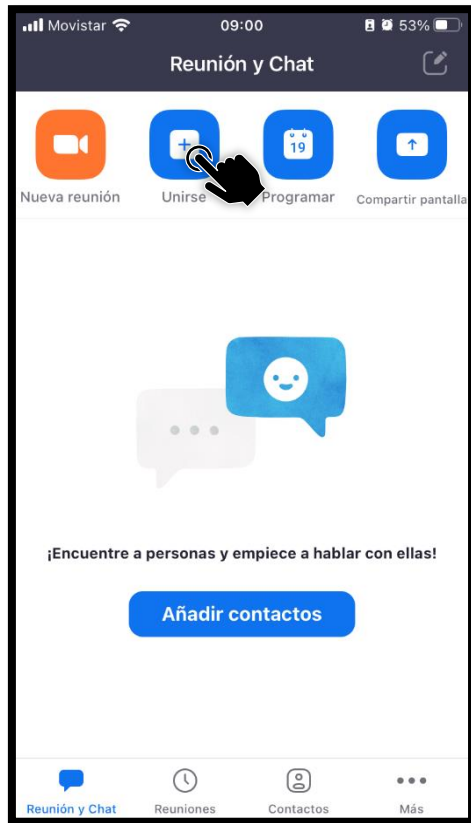 Movistar 09:00 53%
Reunión y Chat
19
Nueva reunión Unirse Programar Compartir pantalla
¡Encuentre a personas y empiece a hablar con ellas!
Añadir contactos
Reunión y Chat Reuniones Contactos Más